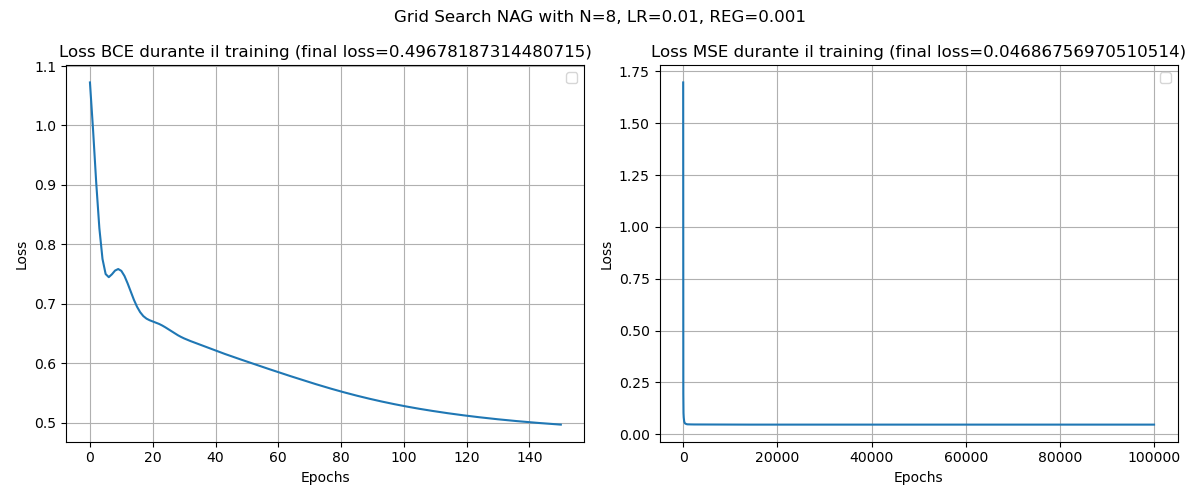 Grid Search NAG with N=8, LR=0.01, REG=0.001
Loss BCE durante il training (final loss=0.49678187314480715)
Loss MSE durante il training (final loss=0.04686756970510514)
1.1
1.0
0.9
0.8
0.7
0.6
0.5
Loss
0 20 40 60 80 100 120 140
Epochs
1.75
1.50
1.25
1.00
0.75
0.50
0.25
0.00
Loss
0 20000 40000 60000 80000 100000
Epochs